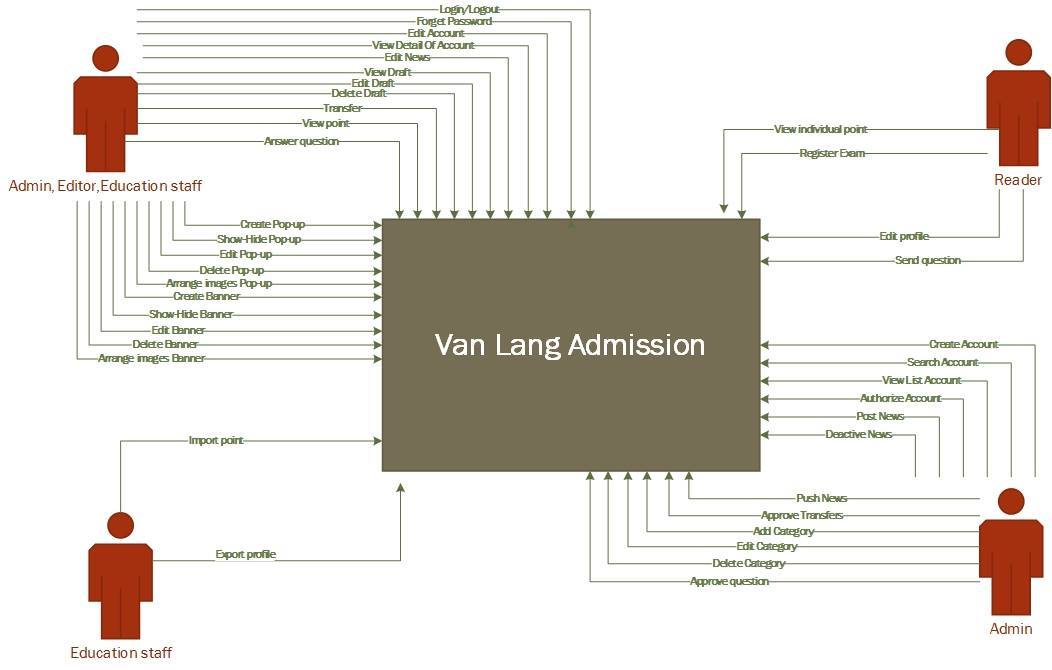 Login/Logout
Forget Password
Edit Account
View Detail Of Account
Edit News
View Draft
Edit Draft
Delete Draft
Transfer
View point
Answer question
Admin, Editor,Education staff
View individual point
Register Exam
Reader
Create Pop-up
Show-Hide Pop-up
Edit Pop-up
Delete Pop-up
Arrange images Pop-up
Create Banner
Show-Hide Banner
Edit Banner
Delete Banner
Arrange images Banner
Edit profile
Send question
Van Lang Admission
Create Account
Search Account
View List Account
Authorize Account
Post News
Deactive News
Import point
Export profile
Education staff
Push News
Approve Transfers
Add Category
Edit Category
Delete Category
Approve question
Admin